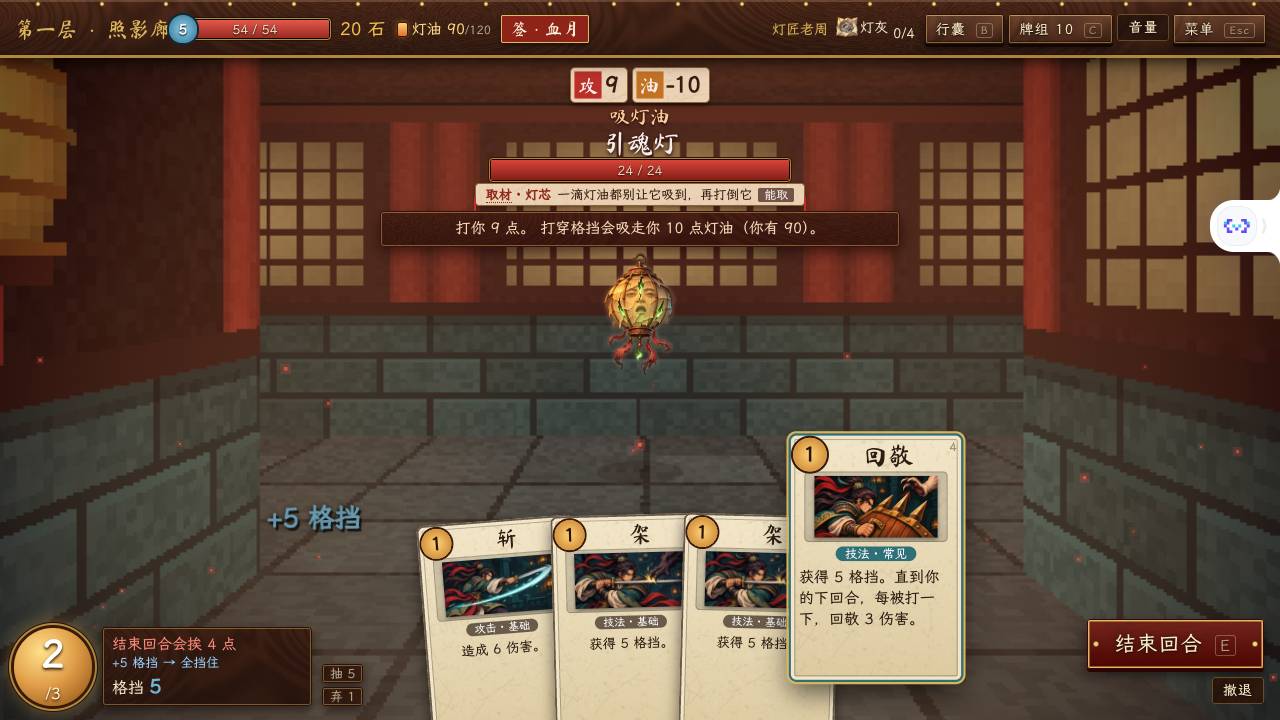 第一层 · 照影廊
5
54 / 54
20 石
灯油 90/120
签 · 血月
灯匠老周
灯灰 0/4
行囊 B
牌组 10 C
音量
菜单 Esc
攻 9
油 -10
吸灯油
引魂灯
24 / 24
取材 · 灯芯 一滴灯油都别让它吸到，再打倒它 能取
打你 9 点。 打穿格挡会吸走你 10 点灯油（你有 90）。
+5 格挡
1
斩
攻击 · 基础
造成 6 伤害。
1
架
技法 · 基础
获得 5 格挡。
1
架
技法 · 基础
获得 5 格挡
1
回敬
4
技法 · 常见
获得 5 格挡。直到你
的下回合，每被打一
下，回敬 3 伤害。
2
/3
结束回合会挨 4 点
+5 格挡 → 全挡住
格挡 5
抽 5
弃 1
结束回合 E
撤退